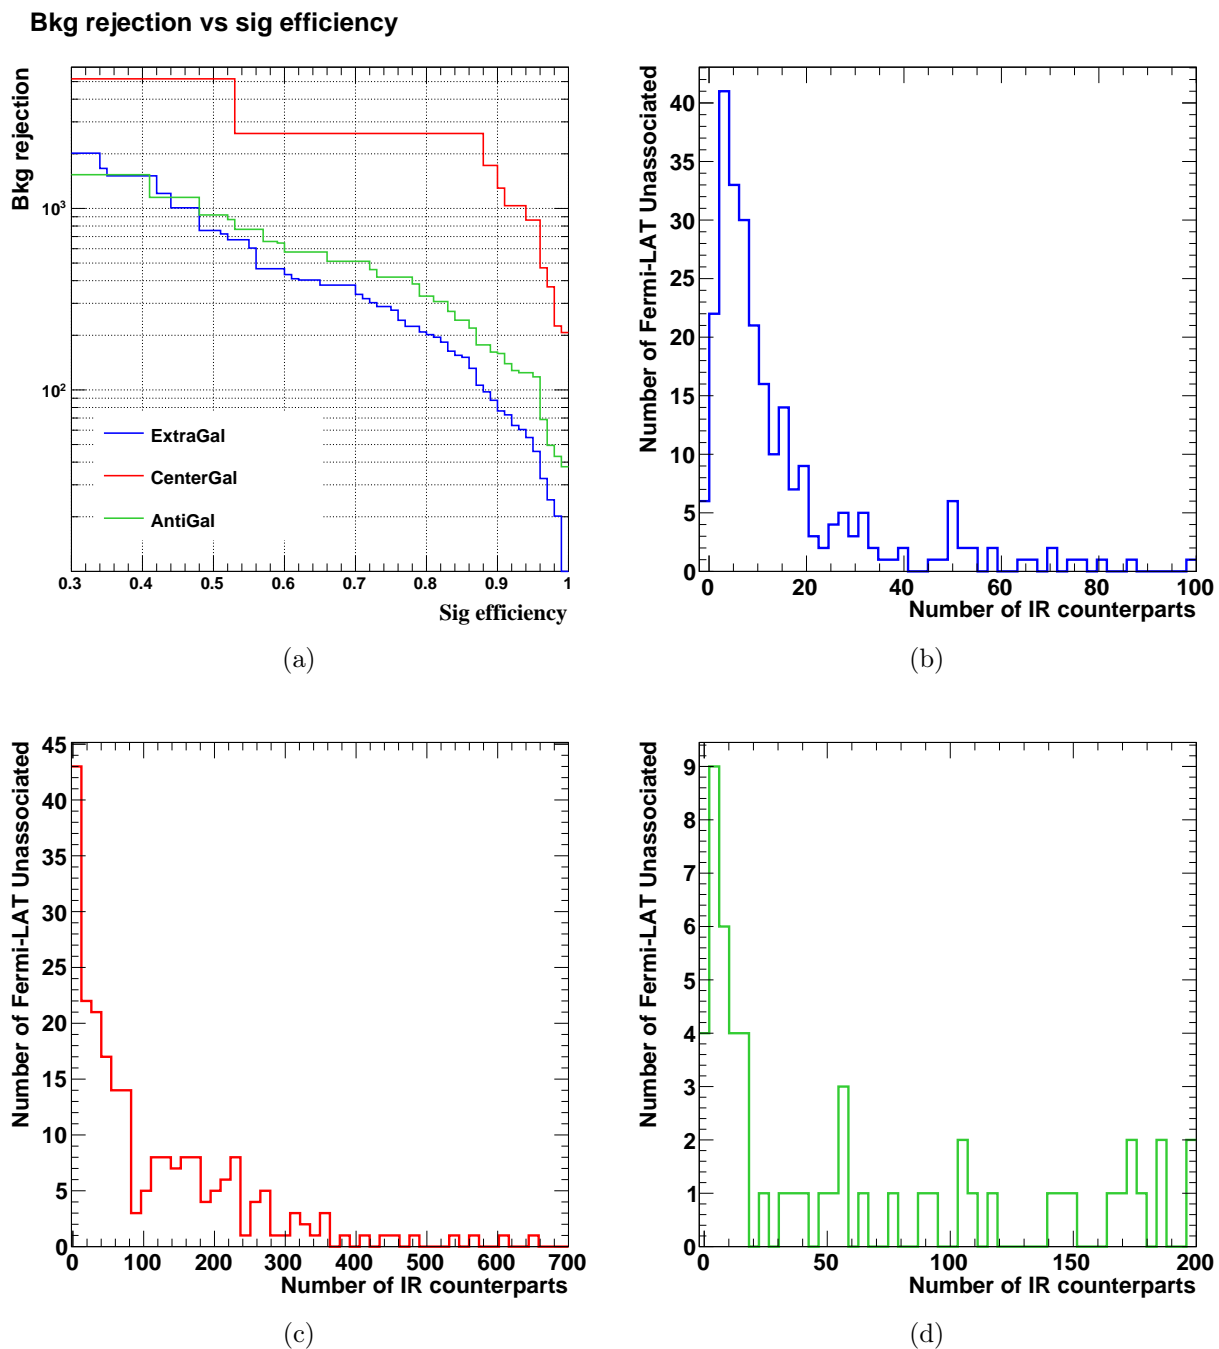 Bkg rejection vs sig efficiency
Bkg rejection
10³
10²
ExtraGal
CenterGal
AntiGal
0.3 0.4 0.5 0.6 0.7 0.8 0.9 1
Sig efficiency
(a)
Number of Fermi-LAT Unassociated
40
35
30
25
20
15
10
5
0
0 20 40 60 80 100
Number of IR counterparts
(b)
Number of Fermi-LAT Unassociated
45
40
35
30
25
20
15
10
5
0
0 100 200 300 400 500 600 700
Number of IR counterparts
(c)
Number of Fermi-LAT Unassociated
9
8
7
6
5
4
3
2
1
0
0 50 100 150 200
Number of IR counterparts
(d)